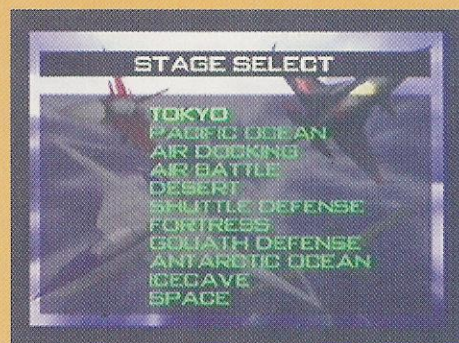 STAGE SELECT
TOKYO
PACIFIC OCEAN
AIR DOCKING
AIR BATTLE
DESERT
SHUTTLE DEFENSE
FORTRESS
GOLIATH DEFENSE
ANTARCTIC OCEAN
ICECAVE
SPACE